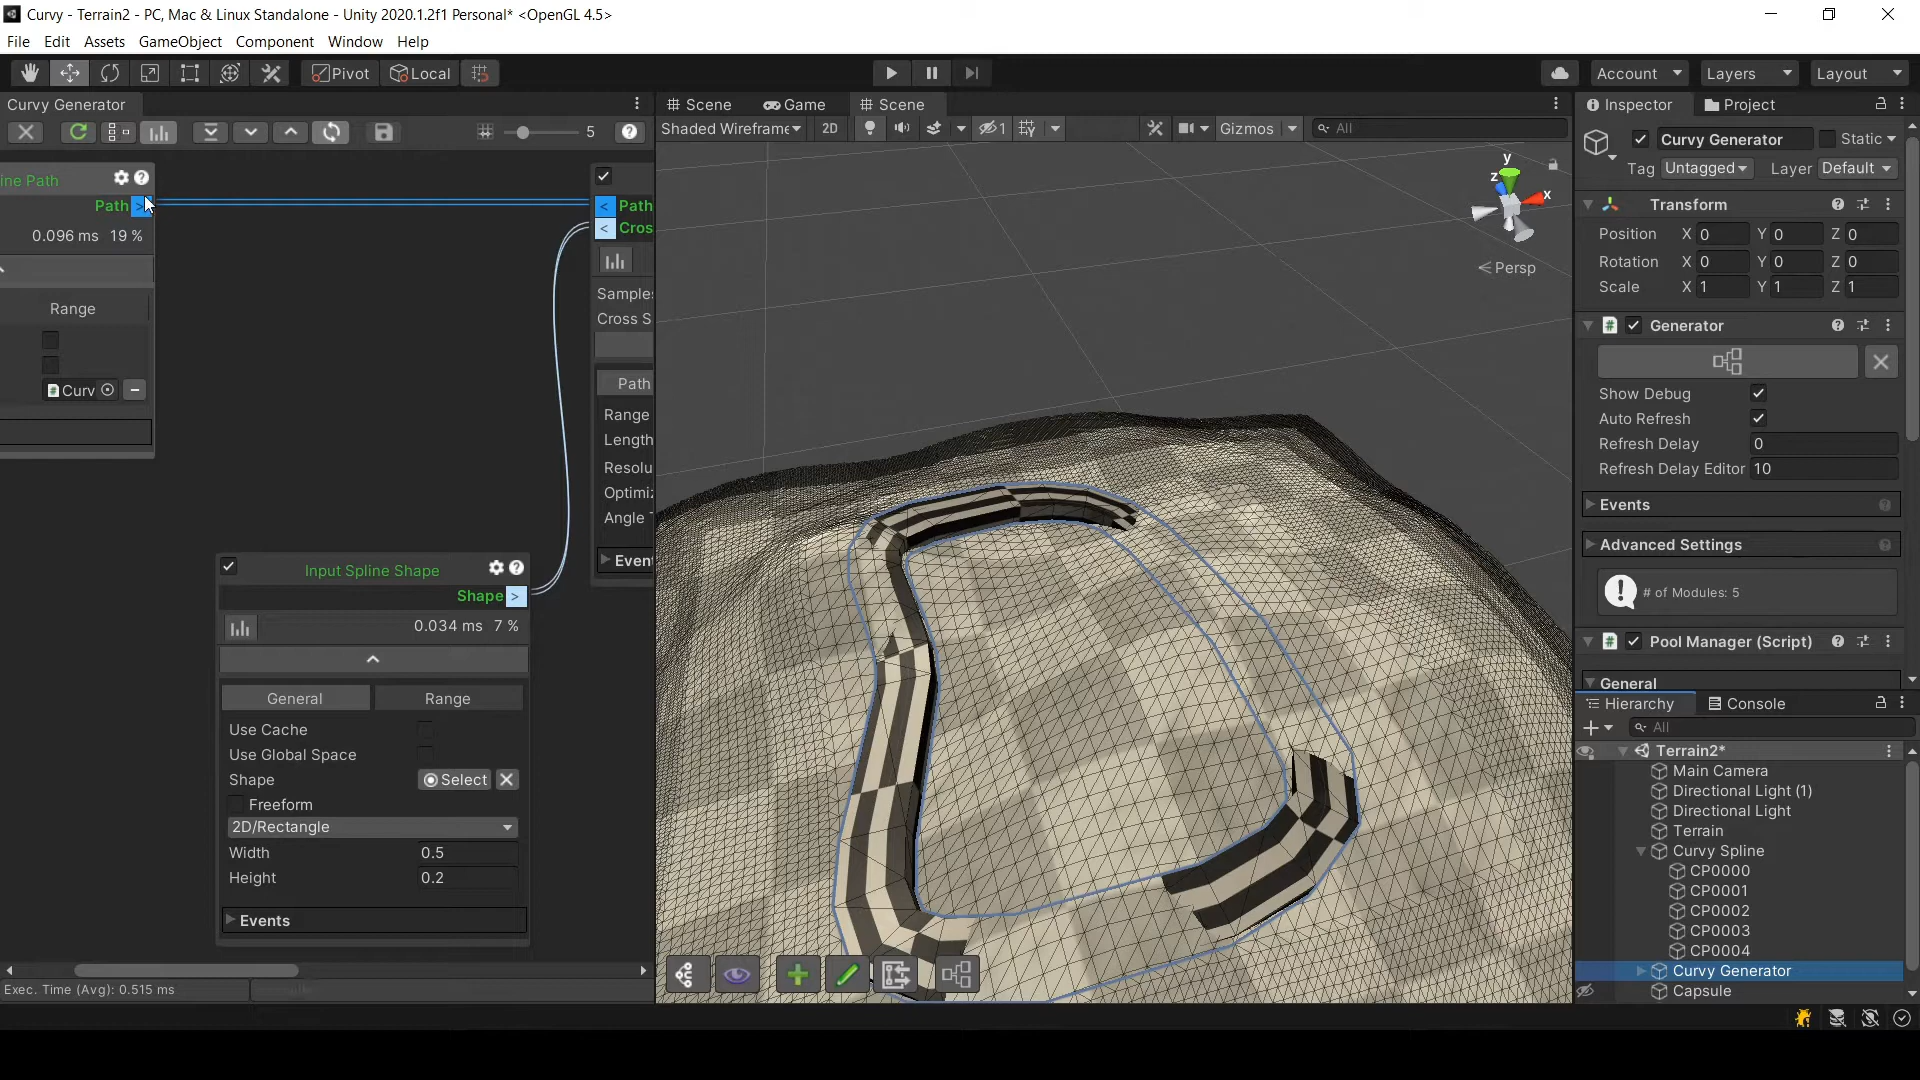 Curvy - Terrain2 - PC, Mac & Linux Standalone - Unity 2020.1.2f1 Personal* <OpenGL 4.5>
File Edit Assets GameObject Component Window Help
Pivot Local Account Layers Layout
Curvy Generator
5
ine Path
Path >
0.096 ms 19 %
Range
Curv
< Path
< Cros
Sample
Cross S
Path
Range
Length
Resolu
Optimi
Angle T
Event
Input Spline Shape
Shape >
0.034 ms 7 %
General Range
Use Cache
Use Global Space
Shape Select
Freeform
2D/Rectangle
Width 0.5
Height 0.2
Events
Exec. Time (Avg): 0.515 ms
Scene Game Scene
Shaded Wireframe 2D 1 Gizmos All
y
z
x
< Persp
Inspector Project
Curvy Generator Static
Tag Untagged Layer Default
Transform
Position X 0 Y 0 Z 0
Rotation X 0 Y 0 Z 0
Scale X 1 Y 1 Z 1
# Generator
Show Debug
Auto Refresh
Refresh Delay 0
Refresh Delay Editor 10
Events
Advanced Settings
# of Modules: 5
# Pool Manager (Script)
General
Hierarchy Console
All
Terrain2*
Main Camera
Directional Light (1)
Directional Light
Terrain
Curvy Spline
CP0000
CP0001
CP0002
CP0003
CP0004
Curvy Generator
Capsule